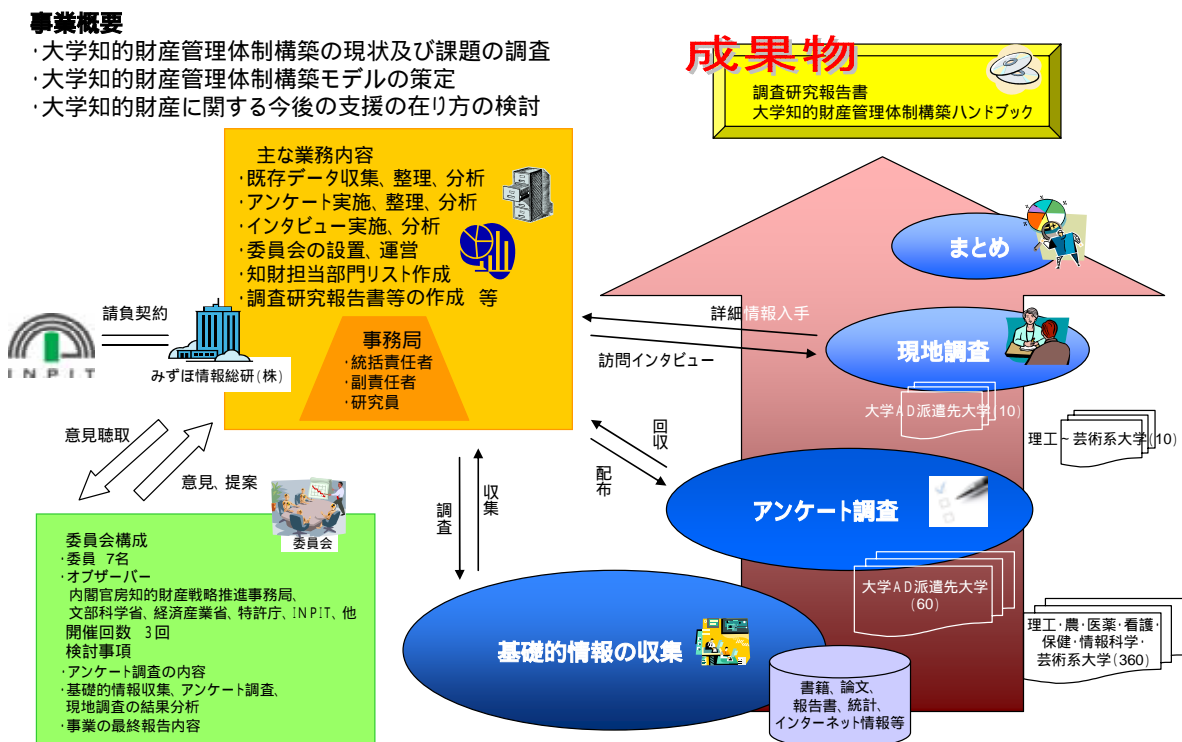 事業概要
・大学知的財産管理体制構築の現状及び課題の調査
・大学知的財産管理体制構築モデルの策定
・大学知的財産に関する今後の支援の在り方の検討
成果物
調査研究報告書
大学知的財産管理体制構築ハンドブック
主な業務内容
・既存データ収集、整理、分析
・アンケート実施、整理、分析
・インタビュー実施、分析
・委員会の設置、運営
・知財担当部門リスト作成
・調査研究報告書等の作成 等
事務局
・統括責任者
・副責任者
・研究員
請負契約
INPIT
みずほ情報総研(株)
意見聴取
意見、提案
委員会
委員会構成
・委員 7名
・オブザーバー
内閣官房知的財産戦略推進事務局、
文部科学省、経済産業省、特許庁、INPIT、他
開催回数 3回
検討事項
・アンケート調査の内容
・基礎的情報収集、アンケート調査、
現地調査の結果分析
・事業の最終報告内容
まとめ
詳細情報入手
訪問インタビュー
現地調査
大学AD派遣先大学(10)
理工~芸術系大学(10)
回収
配布
アンケート調査
大学AD派遣先大学
(60)
理工・農・医薬・看護・
保健・情報科学・
芸術系大学(360)
調査
収集
基礎的情報の収集
書籍、論文、
報告書、統計、
インターネット情報等